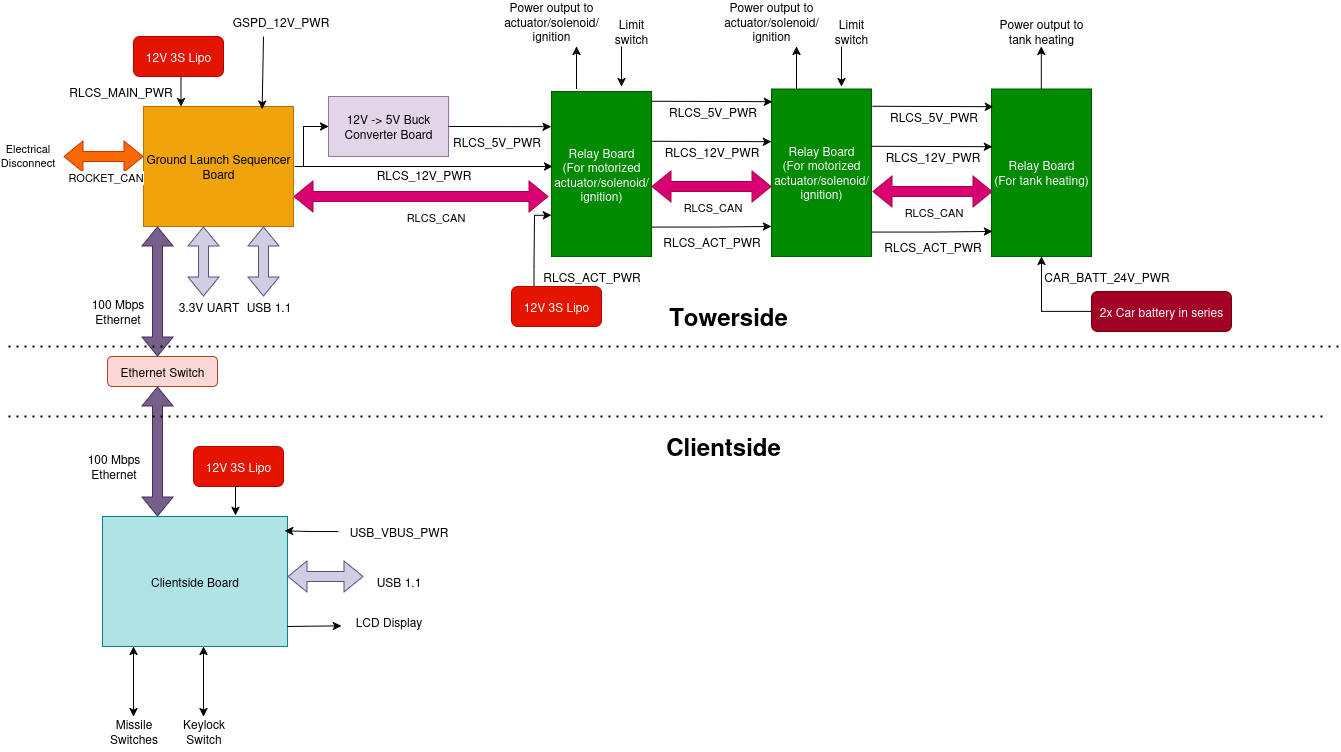 Power output to
actuator/solenoid/
ignition
Limit
switch
Power output to
actuator/solenoid/
ignition
Limit
switch
Power output to
tank heating
GSPD_12V_PWR
12V 3S Lipo
RLCS_MAIN_PWR
Electrical
Disconnect
ROCKET_CAN
Ground Launch Sequencer
Board
12V -> 5V Buck
Converter Board
RLCS_5V_PWR
RLCS_12V_PWR
RLCS_CAN
Relay Board
(For motorized
actuator/solenoid/
ignition)
RLCS_5V_PWR
RLCS_12V_PWR
RLCS_CAN
RLCS_ACT_PWR
Relay Board
(For motorized
actuator/solenoid/
ignition)
RLCS_5V_PWR
RLCS_12V_PWR
RLCS_CAN
RLCS_ACT_PWR
Relay Board
(For tank heating)
RLCS_ACT_PWR
12V 3S Lipo
CAR_BATT_24V_PWR
2x Car battery in series
100 Mbps
Ethernet
3.3V UART
USB 1.1
Towerside
Ethernet Switch
Clientside
100 Mbps
Ethernet
12V 3S Lipo
Clientside Board
USB_VBUS_PWR
USB 1.1
LCD Display
Missile
Switches
Keylock
Switch